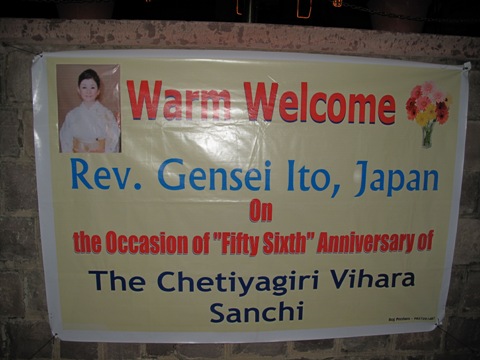 Warm Welcome
Rev. Gensei Ito, Japan
On
the Occasion of "Fifty Sixth" Anniversary of
The Chetiyagiri Vihara
Sanchi